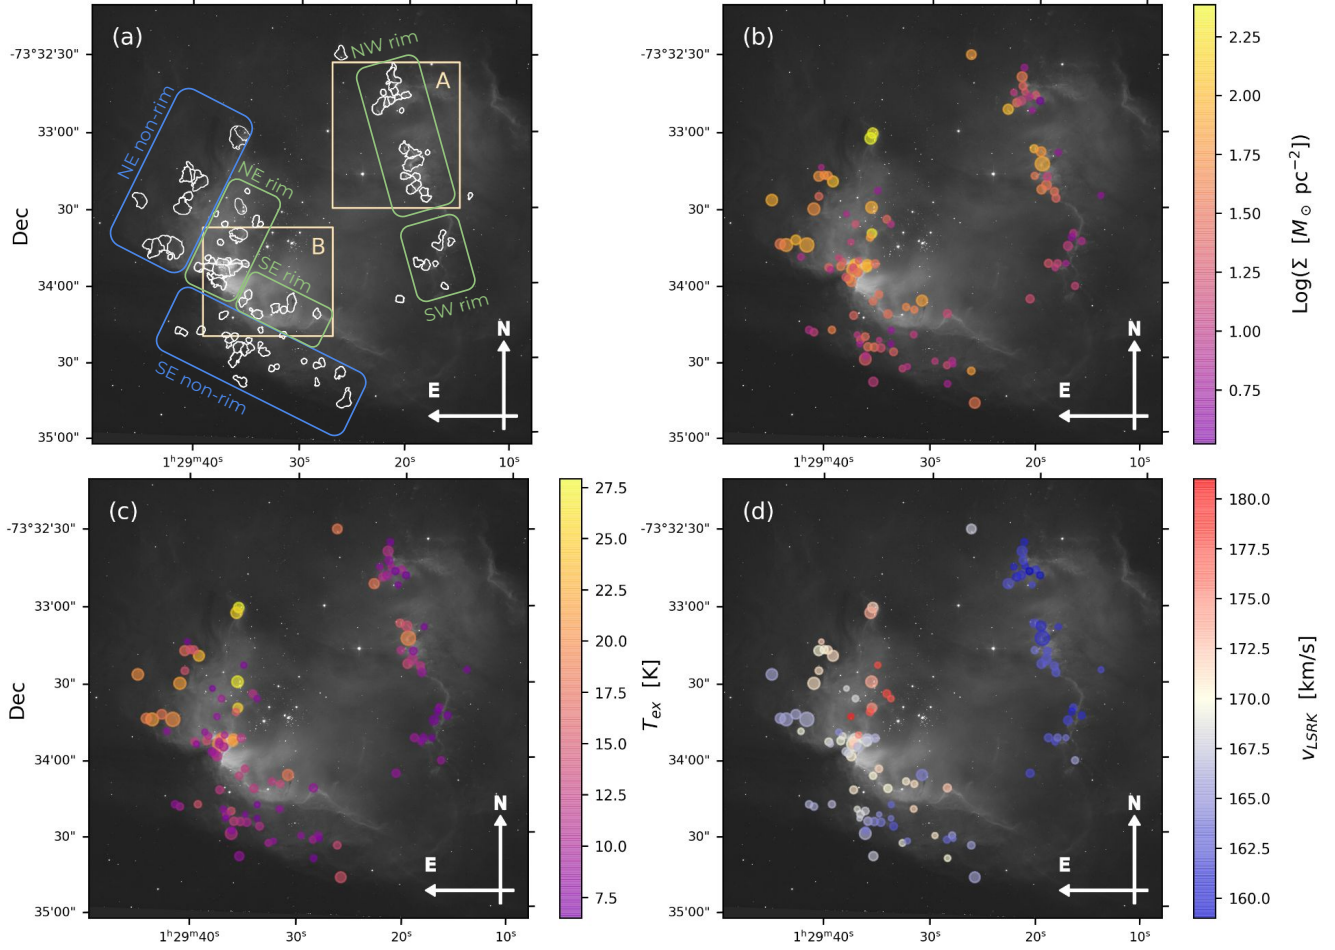 (a)
NW rim
A
NE non-rim
NE rim
B
SE rim
SW rim
SE non-rim
N
E
Dec
-73°32'30"
33'00"
30"
34'00"
30"
35'00"
1ʰ29ᵐ40ˢ
30ˢ
20ˢ
10ˢ
(b)
N
E
-73°32'30"
33'00"
30"
34'00"
30"
35'00"
1ʰ29ᵐ40ˢ
30ˢ
20ˢ
10ˢ
2.25
2.00
1.75
1.50
1.25
1.00
0.75
Log(Σ [M⊙ pc⁻²])
(c)
N
E
Dec
-73°32'30"
33'00"
30"
34'00"
30"
35'00"
1ʰ29ᵐ40ˢ
30ˢ
20ˢ
10ˢ
27.5
25.0
22.5
20.0
17.5
15.0
12.5
10.0
7.5
T_ex [K]
(d)
N
E
-73°32'30"
33'00"
30"
34'00"
30"
35'00"
1ʰ29ᵐ40ˢ
30ˢ
20ˢ
10ˢ
180.0
177.5
175.0
172.5
170.0
167.5
165.0
162.5
160.0
v_LSRK [km/s]